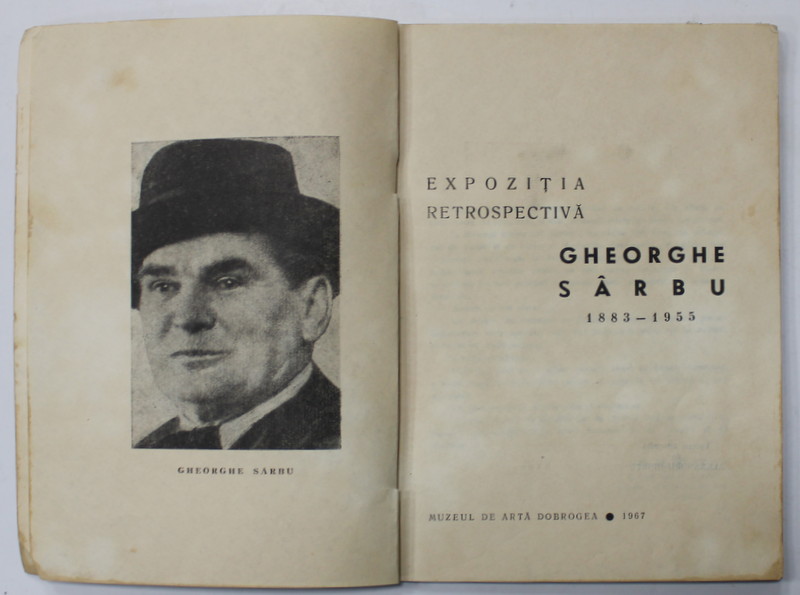 GHEORGHE SARBU
EXPOZIȚIA
RETROSPECTIVĂ
GHEORGHE
SÂRBU
1883 — 1955
MUZEUL DE ARTĂ DOBROGEA ● 1967